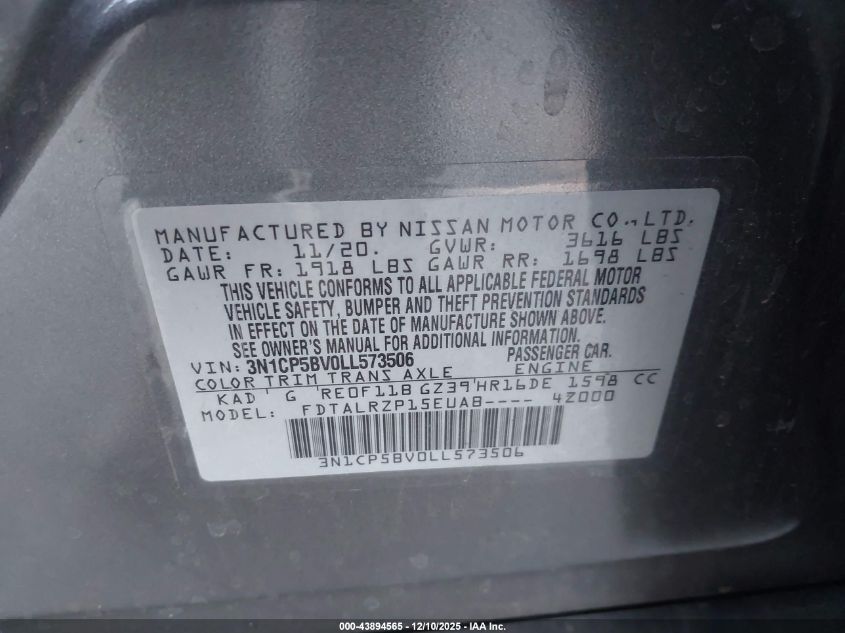 MANUFACTURED BY NISSAN MOTOR CO., LTD.
DATE: 11/20. GVWR: 3616 LBS
GAWR FR: 1918 LBS GAWR RR: 1698 LBS
THIS VEHICLE CONFORMS TO ALL APPLICABLE FEDERAL MOTOR
VEHICLE SAFETY, BUMPER AND THEFT PREVENTION STANDARDS
IN EFFECT ON THE DATE OF MANUFACTURE SHOWN ABOVE.
SEE OWNER'S MANUAL FOR ADDITIONAL INFORMATION.
VIN: 3N1CP5BV0LL573506 PASSENGER CAR.
COLOR TRIM TRANS AXLE ENGINE
KAD G RE0F11B GZ39 HR16DE 1598 CC
MODEL: FDTALRZP15EUAB---- 4Z000
3N1CP5BV0LL573506
000-43894565 - 12/10/2025 - IAA Inc.